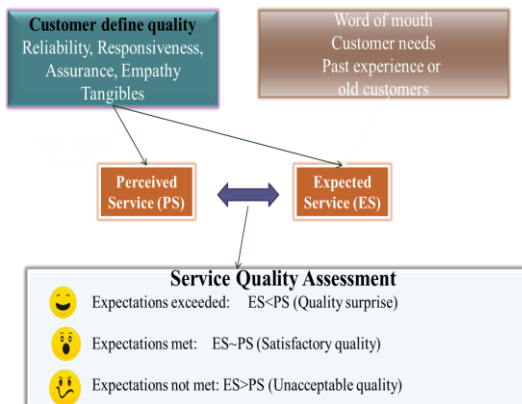 Customer define quality
Reliability, Responsiveness,
Assurance, Empathy
Tangibles
Word of mouth
Customer needs
Past experience or
old customers
Perceived
Service (PS)
Expected
Service (ES)
Service Quality Assessment
Expectations exceeded: ES<PS (Quality surprise)
Expectations met: ES~PS (Satisfactory quality)
Expectations not met: ES>PS (Unacceptable quality)